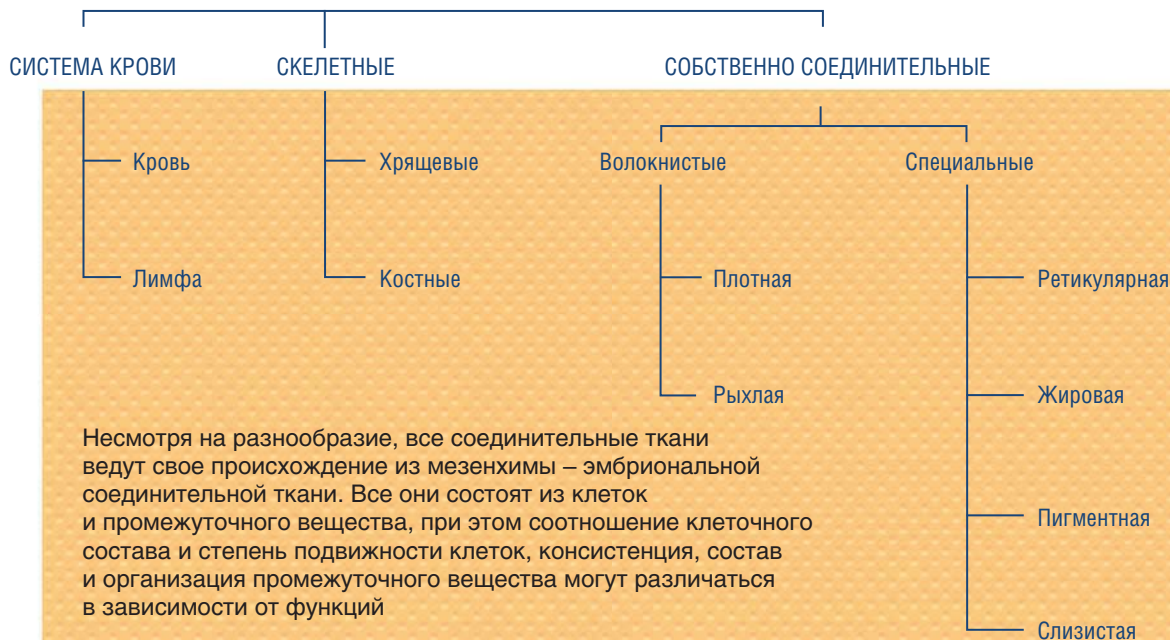 СИСТЕМА КРОВИ
СКЕЛЕТНЫЕ
СОБСТВЕННО СОЕДИНИТЕЛЬНЫЕ
Кровь
Хрящевые
Волокнистые
Специальные
Лимфа
Костные
Плотная
Ретикулярная
Рыхлая
Жировая
Несмотря на разнообразие, все соединительные ткани
ведут свое происхождение из мезенхимы – эмбриональной
соединительной ткани. Все они состоят из клеток
и промежуточного вещества, при этом соотношение клеточного
состава и степень подвижности клеток, консистенция, состав
и организация промежуточного вещества могут различаться
в зависимости от функций
Пигментная
Слизистая